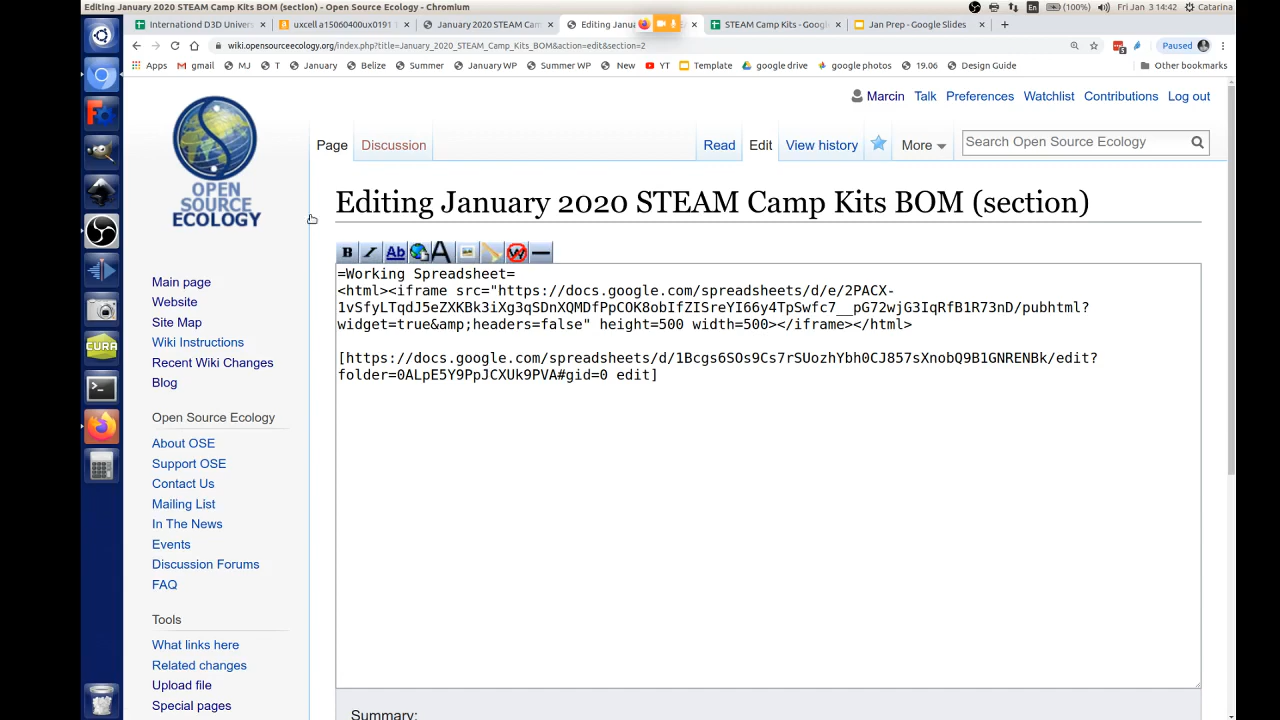 Editing January 2020 STEAM Camp Kits BOM (section) - Open Source Ecology - Chromium
En
(100%)
Fri Jan 3 14:42
Catarina
Internationd D3D Univers
uxcell a15060400ux0191
January 2020 STEAM Cam
Editing Janu
STEAM Camp Kits - Goo
Jan Prep - Google Slides
wiki.opensourceecology.org/index.php?title=January_2020_STEAM_Camp_Kits_BOM&action=edit&section=2
Paused
Apps
gmail
MJ
T
January
Belize
Summer
January WP
Summer WP
New
YT
Template
google drive
google photos
19.06
Design Guide
Other bookmarks
Marcin
Talk
Preferences
Watchlist
Contributions
Log out
Page
Discussion
Read
Edit
View history
More
Search Open Source Ecology
OPEN
SOURCE
ECOLOGY
Editing January 2020 STEAM Camp Kits BOM (section)
B
I
Ab
A
W
=Working Spreadsheet=
<html><iframe src="https://docs.google.com/spreadsheets/d/e/2PACX-
1vSfyLTqdJ5eZXKBk3iXg3qSDnXQMDfPpCOK8obIfZISreYI66y4TpSwfc7__pG72wjG3IqRfB1R73nD/pubhtml?
widget=true&amp;headers=false" height=500 width=500></iframe></html>
[https://docs.google.com/spreadsheets/d/1Bcgs6SOs9Cs7rSUozhYbh0CJ857sXnobQ9B1GNRENBk/edit?
folder=0ALpE5Y9PpJCXUk9PVA#gid=0 edit]
Main page
Website
Site Map
Wiki Instructions
Recent Wiki Changes
Blog
Open Source Ecology
About OSE
Support OSE
Contact Us
Mailing List
In The News
Events
Discussion Forums
FAQ
Tools
What links here
Related changes
Upload file
Special pages
Summary: